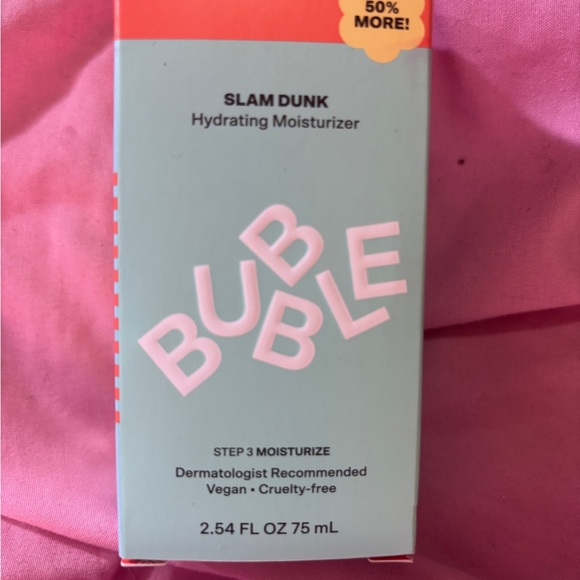 50%
MORE!
SLAM DUNK
Hydrating Moisturizer
BUBBLE
STEP 3 MOISTURIZE
Dermatologist Recommended
Vegan • Cruelty-free
2.54 FL OZ 75 mL